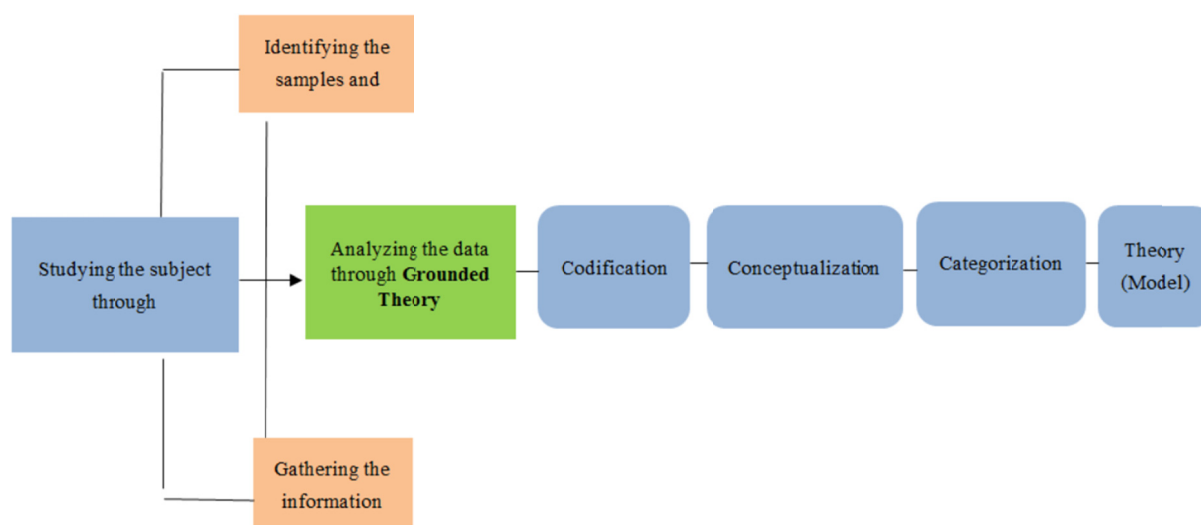 Identifying the
samples and
Studying the subject
through
Analyzing the data
through Grounded
Theory
Codification
Conceptualization
Categorization
Theory
(Model)
Gathering the
information